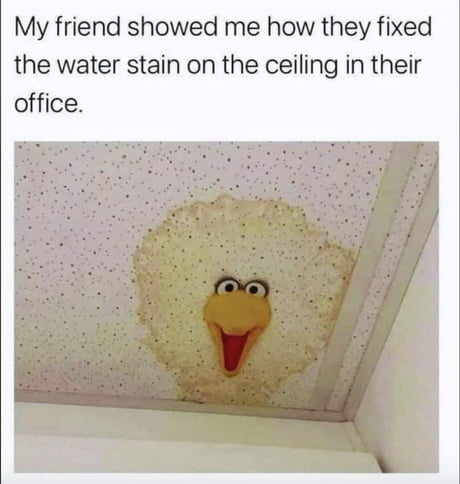 My friend showed me how they fixed
the water stain on the ceiling in their
office.